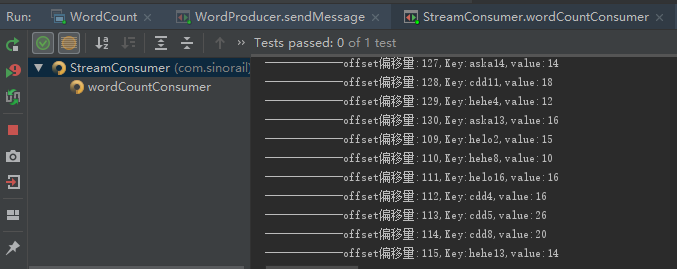 Run: WordCount WordProducer.sendMessage StreamConsumer.wordCountConsumer
Tests passed: 0 of 1 test
StreamConsumer (com.sinorail
wordCountConsumer
————————offset偏移量:127,Key:aska14,value:14
————————offset偏移量:128,Key:cdd11,value:18
————————offset偏移量:129,Key:hehe4,value:12
————————offset偏移量:130,Key:aska13,value:16
————————offset偏移量:109,Key:helo2,value:15
————————offset偏移量:110,Key:hehe8,value:10
————————offset偏移量:111,Key:helo16,value:16
————————offset偏移量:112,Key:cdd4,value:16
————————offset偏移量:113,Key:cdd5,value:26
————————offset偏移量:114,Key:cdd8,value:20
————————offset偏移量:115,Key:hehe13,value:14